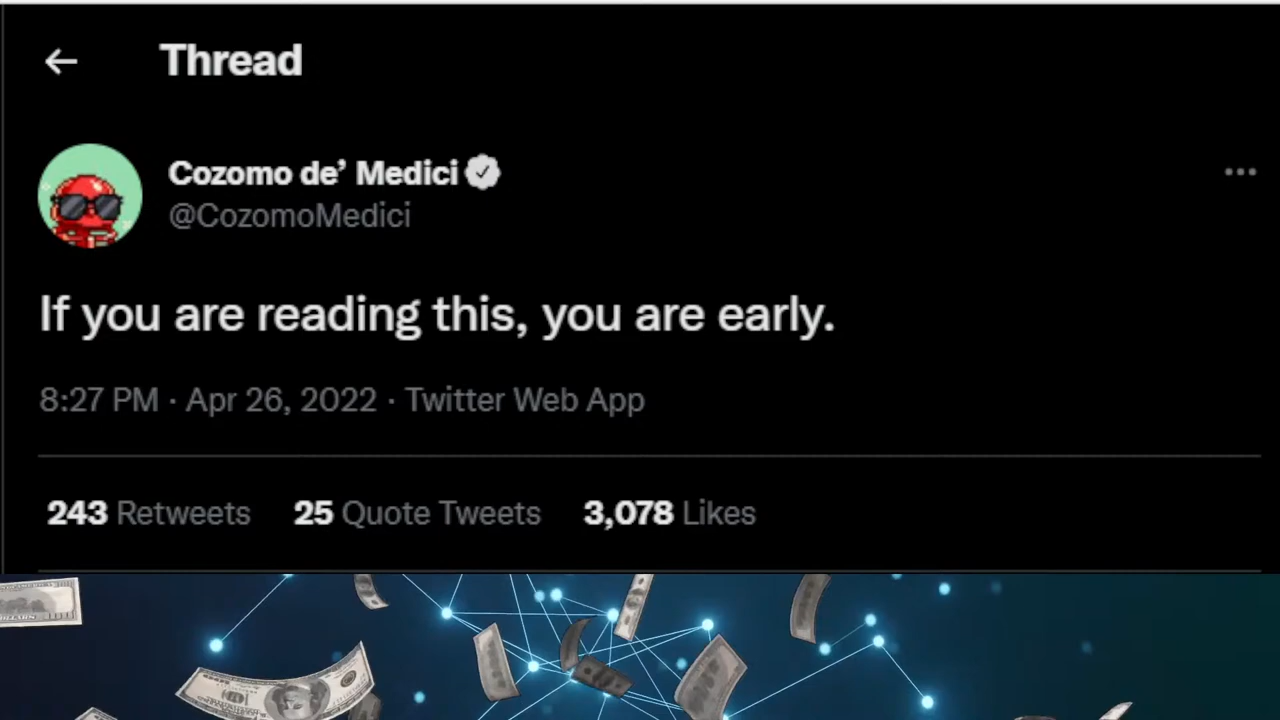 Thread
Cozomo de’ Medici
@CozomoMedici
If you are reading this, you are early.
8:27 PM · Apr 26, 2022 · Twitter Web App
243 Retweets 25 Quote Tweets 3,078 Likes